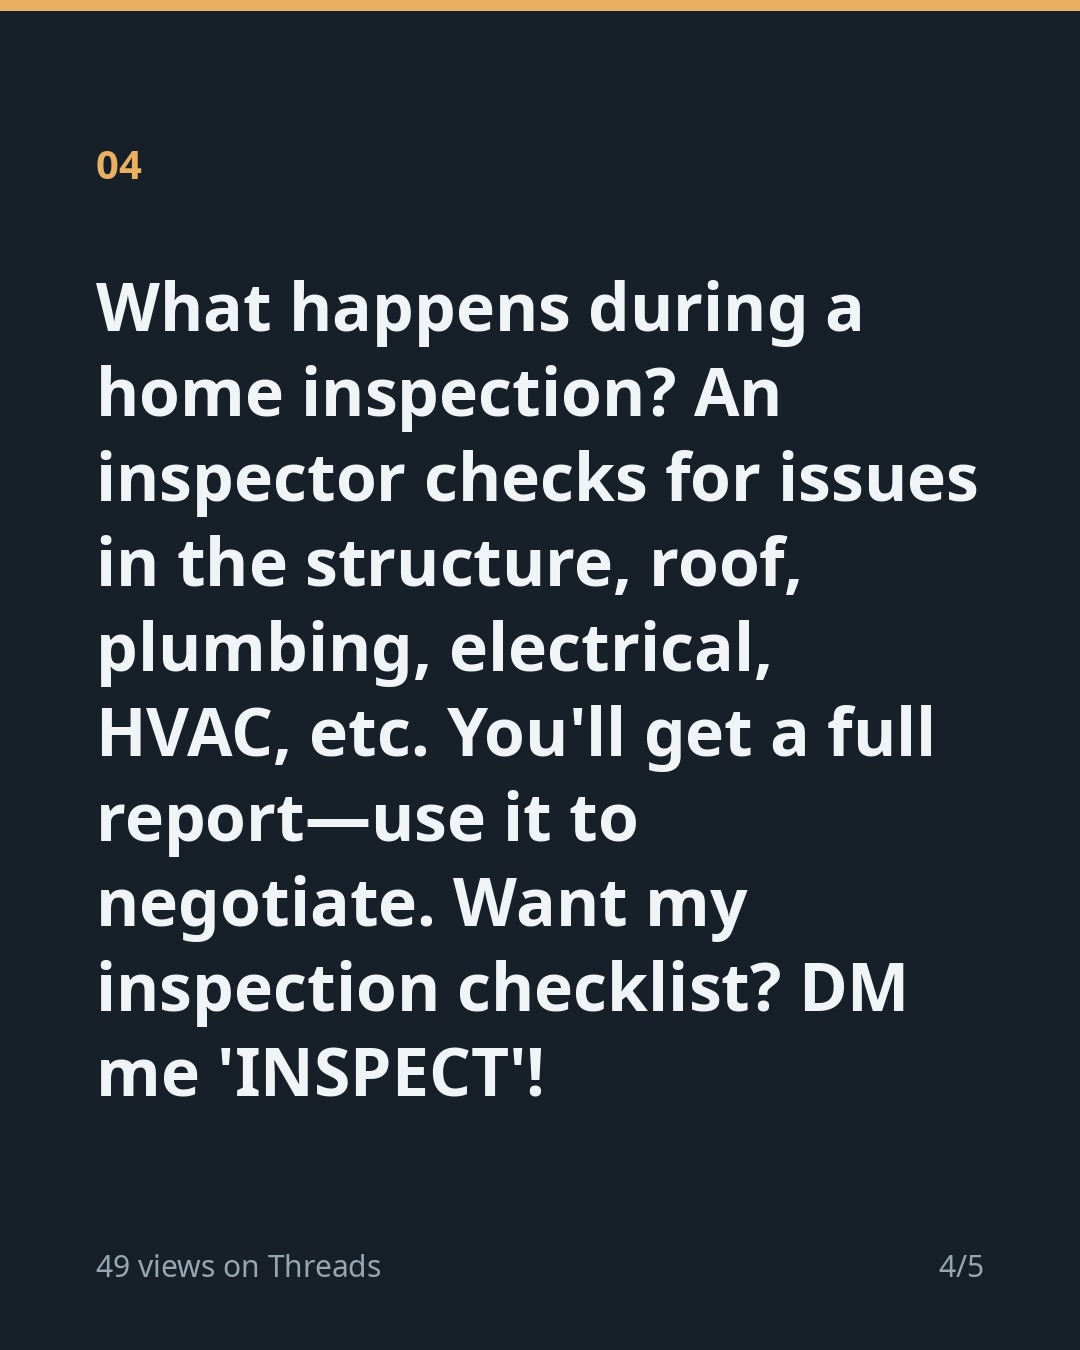 04
What happens during a
home inspection? An
inspector checks for issues
in the structure, roof,
plumbing, electrical,
HVAC, etc. You'll get a full
report—use it to
negotiate. Want my
inspection checklist? DM
me 'INSPECT'!
49 views on Threads
4/5